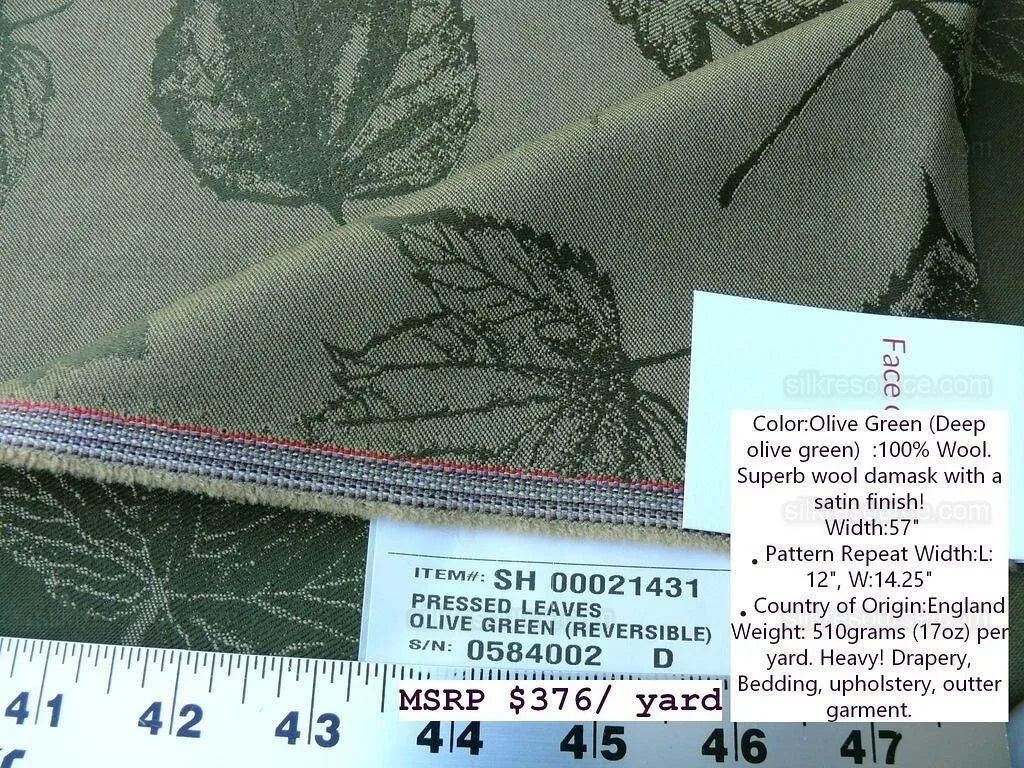 silkresource.com
Face
Color:Olive Green (Deep
olive green) :100% Wool.
Superb wool damask with a
satin finish!
Width:57"
• Pattern Repeat Width:L:
12", W:14.25"
• Country of Origin:England
Weight: 510grams (17oz) per
yard. Heavy! Drapery,
Bedding, upholstery, outter
garment.
ITEM#: SH 00021431
PRESSED LEAVES
OLIVE GREEN (REVERSIBLE)
S/N: 0584002 D
MSRP $376/ yard
41 42 43 44 45 46 47